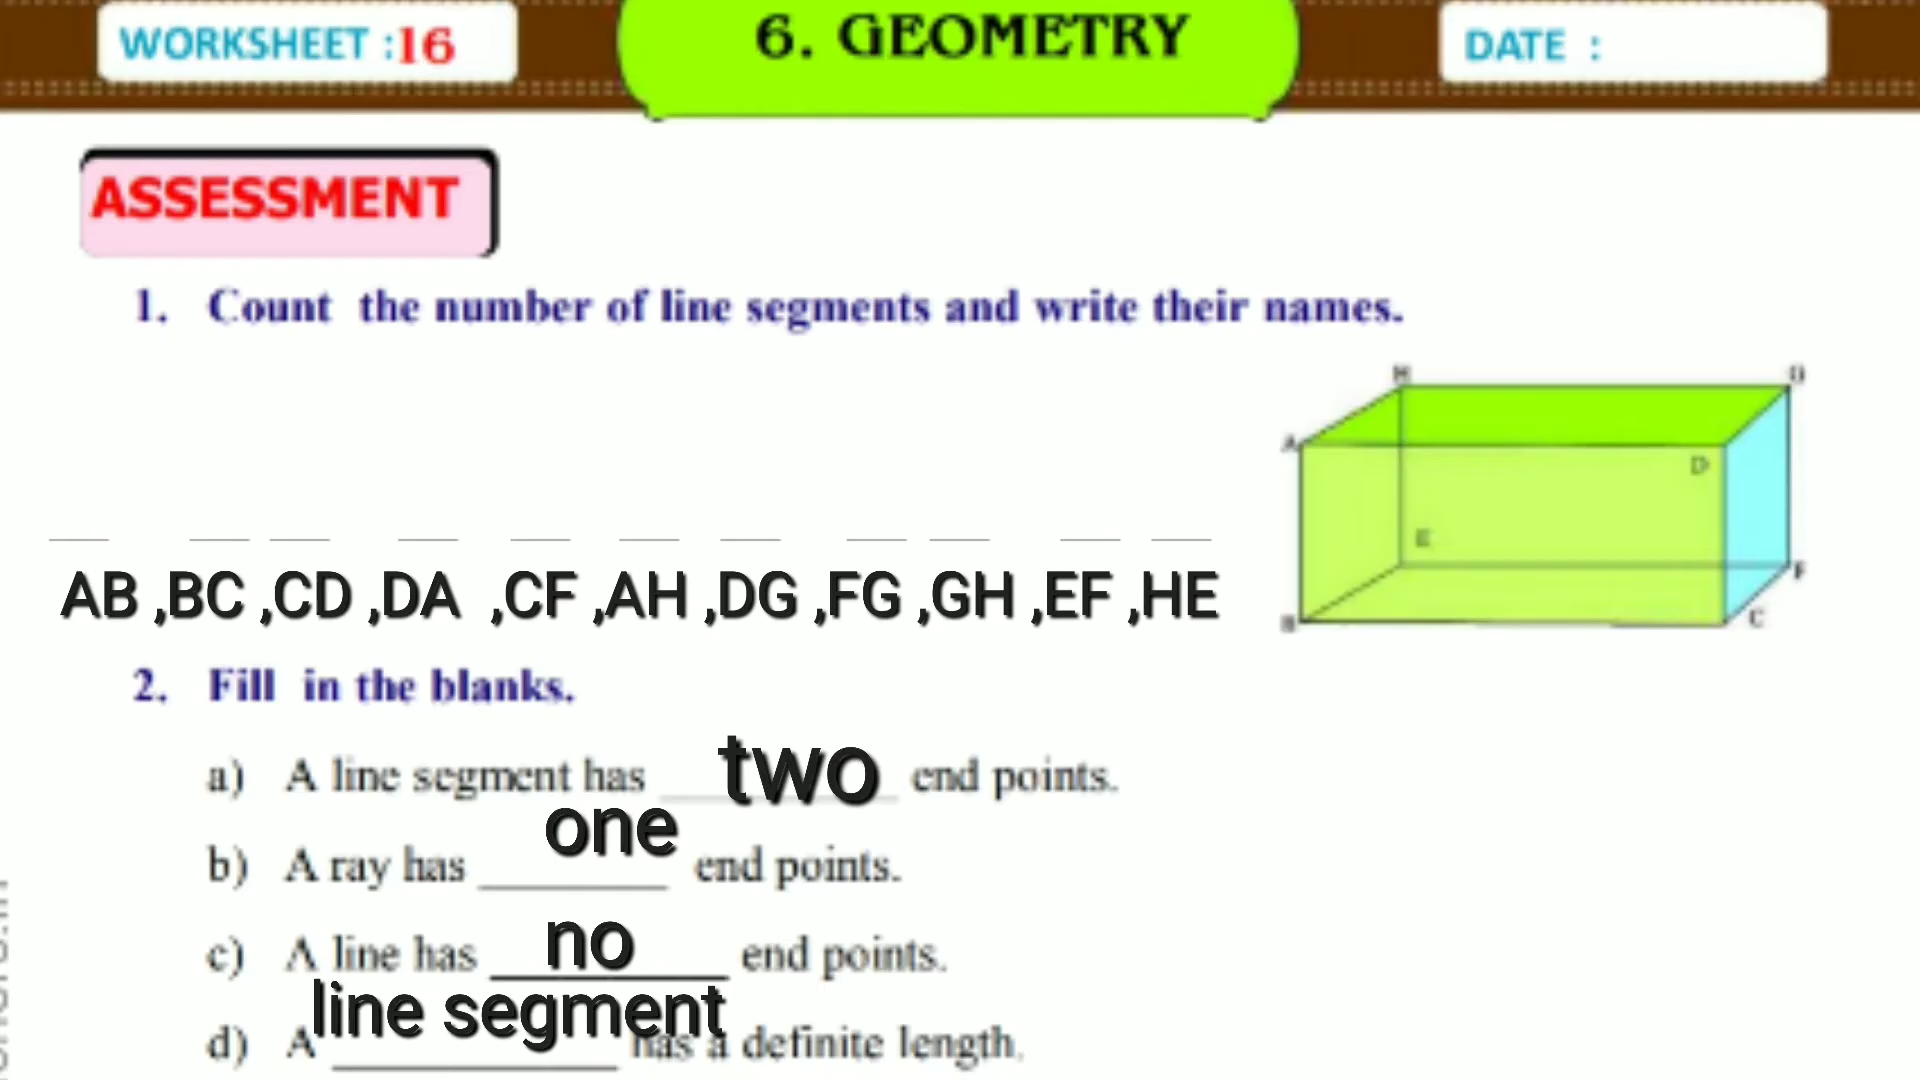 WORKSHEET :16
6. GEOMETRY
DATE :
ASSESSMENT
1. Count the number of line segments and write their names.
H G
A
D
E
F
B
C
AB ,BC ,CD ,DA ,CF ,AH ,DG ,FG ,GH ,EF ,HE
2. Fill in the blanks.
a) A line segment has two end points.
b) A ray has one end points.
c) A line has no end points.
d) A line segment has a definite length.